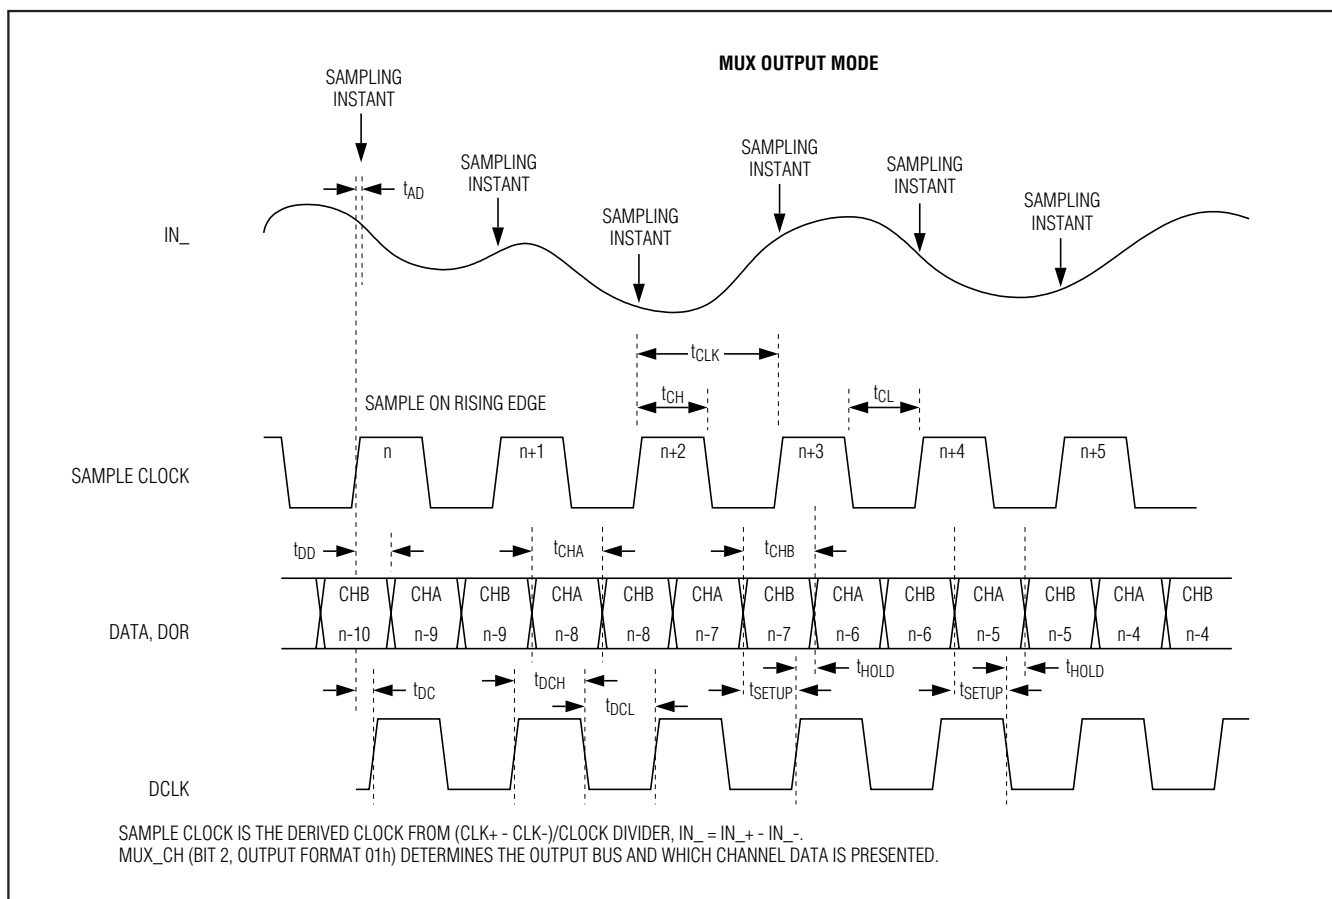 MUX OUTPUT MODE
SAMPLING
INSTANT
SAMPLING
INSTANT
SAMPLING
INSTANT
SAMPLING
INSTANT
SAMPLING
INSTANT
SAMPLING
INSTANT
tAD
IN_
tCLK
tCH
tCL
SAMPLE ON RISING EDGE
SAMPLE CLOCK
n
n+1
n+2
n+3
n+4
n+5
tDD
tCHA
tCHB
DATA, DOR
CHB
n-10
CHA
n-9
CHB
n-9
CHA
n-8
CHB
n-8
CHA
n-7
CHB
n-7
CHA
n-6
CHB
n-6
CHA
n-5
CHB
n-5
CHA
n-4
CHB
n-4
tDC
tDCH
tDCL
tSETUP
tHOLD
tSETUP
tHOLD
DCLK
SAMPLE CLOCK IS THE DERIVED CLOCK FROM (CLK+ - CLK-)/CLOCK DIVIDER, IN_ = IN_+ - IN_-.
MUX_CH (BIT 2, OUTPUT FORMAT 01h) DETERMINES THE OUTPUT BUS AND WHICH CHANNEL DATA IS PRESENTED.